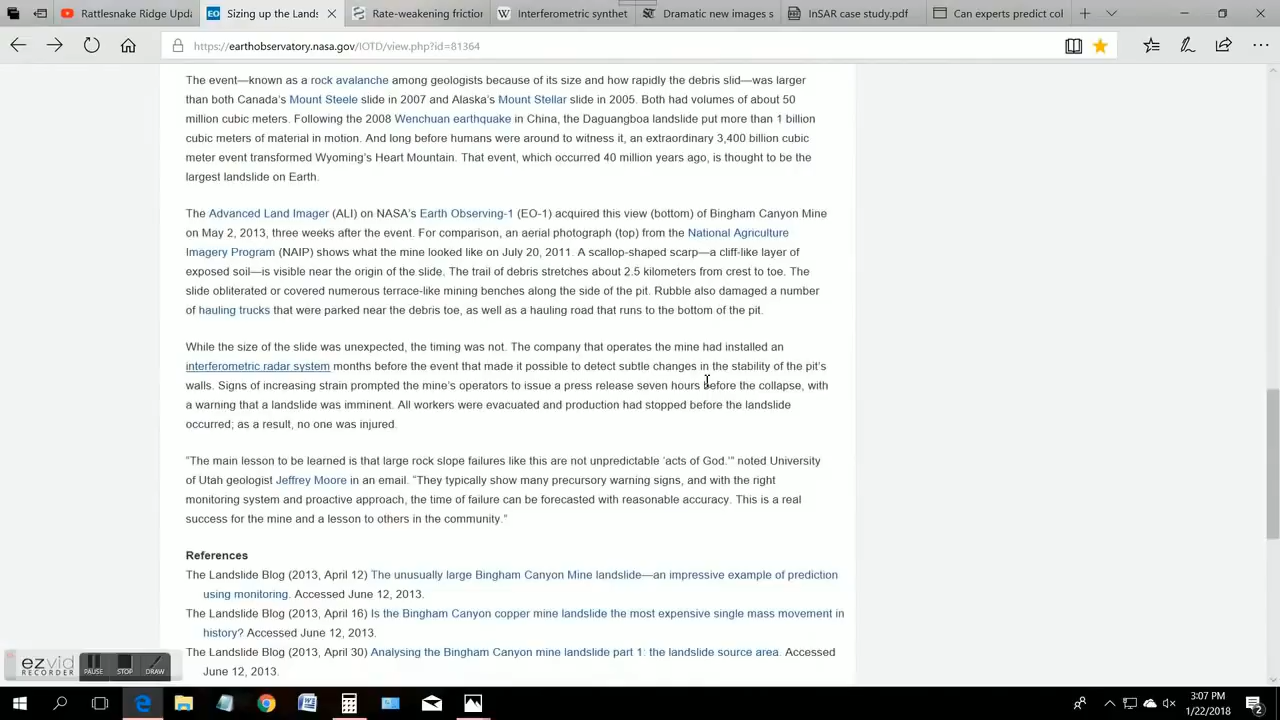 Rattlesnake Ridge Upda
Sizing up the Lands
Rate-weakening friction
Interferometric synthet
Dramatic new images s
InSAR case study.pdf
Can experts predict col
https://earthobservatory.nasa.gov/IOTD/view.php?id=81364
The event—known as a rock avalanche among geologists because of its size and how rapidly the debris slid—was larger
than both Canada's Mount Steele slide in 2007 and Alaska's Mount Stellar slide in 2005. Both had volumes of about 50
million cubic meters. Following the 2008 Wenchuan earthquake in China, the Daguangboa landslide put more than 1 billion
cubic meters of material in motion. And long before humans were around to witness it, an extraordinary 3,400 billion cubic
meter event transformed Wyoming's Heart Mountain. That event, which occurred 40 million years ago, is thought to be the
largest landslide on Earth.
The Advanced Land Imager (ALI) on NASA's Earth Observing-1 (EO-1) acquired this view (bottom) of Bingham Canyon Mine
on May 2, 2013, three weeks after the event. For comparison, an aerial photograph (top) from the National Agriculture
Imagery Program (NAIP) shows what the mine looked like on July 20, 2011. A scallop-shaped scarp—a cliff-like layer of
exposed soil—is visible near the origin of the slide. The trail of debris stretches about 2.5 kilometers from crest to toe. The
slide obliterated or covered numerous terrace-like mining benches along the side of the pit. Rubble also damaged a number
of hauling trucks that were parked near the debris toe, as well as a hauling road that runs to the bottom of the pit.
While the size of the slide was unexpected, the timing was not. The company that operates the mine had installed an
interferometric radar system months before the event that made it possible to detect subtle changes in the stability of the pit's
walls. Signs of increasing strain prompted the mine's operators to issue a press release seven hours before the collapse, with
a warning that a landslide was imminent. All workers were evacuated and production had stopped before the landslide
occurred; as a result, no one was injured.
"The main lesson to be learned is that large rock slope failures like this are not unpredictable 'acts of God.'" noted University
of Utah geologist Jeffrey Moore in an email. "They typically show many precursory warning signs, and with the right
monitoring system and proactive approach, the time of failure can be forecasted with reasonable accuracy. This is a real
success for the mine and a lesson to others in the community."
References
The Landslide Blog (2013, April 12) The unusually large Bingham Canyon Mine landslide—an impressive example of prediction
using monitoring. Accessed June 12, 2013.
The Landslide Blog (2013, April 16) Is the Bingham Canyon copper mine landslide the most expensive single mass movement in
history? Accessed June 12, 2013.
The Landslide Blog (2013, April 30) Analysing the Bingham Canyon mine landslide part 1: the landslide source area. Accessed
June 12, 2013.
ezvid
RECORDER
PAUSE
STOP
DRAW
3:07 PM
1/22/2018
2